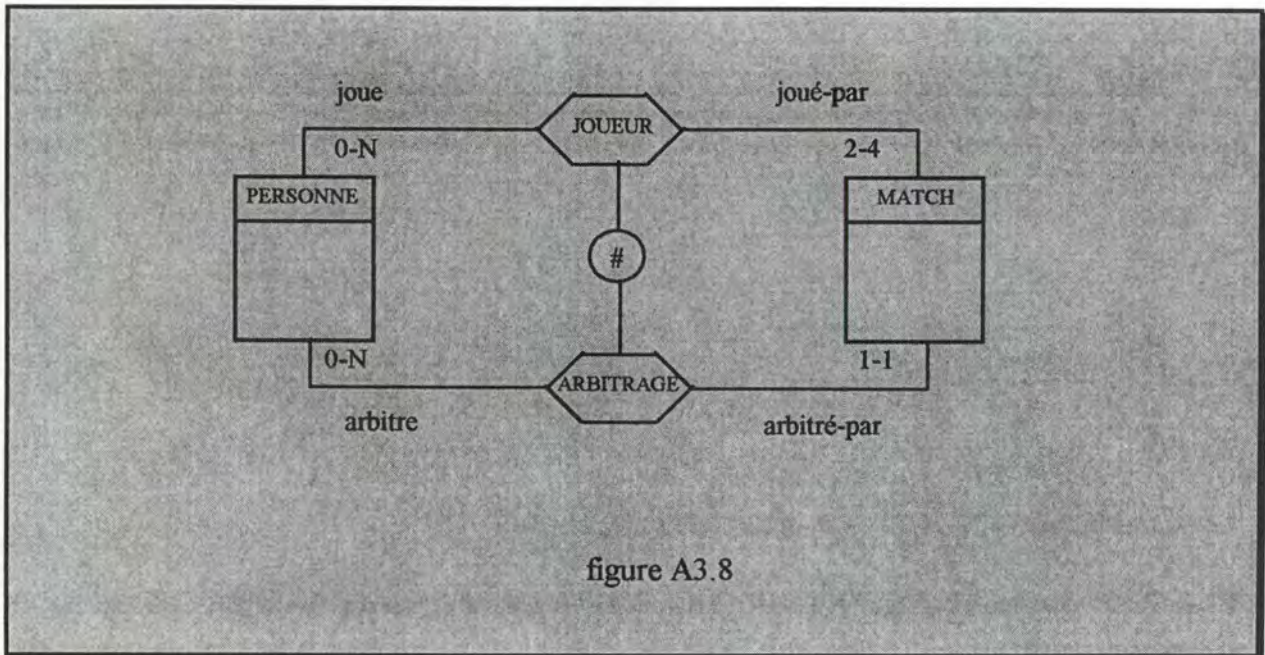 joue
joué-par
JOUEUR
0-N
2-4
PERSONNE
MATCH
#
0-N
1-1
ARBITRAGE
arbitre
arbitré-par
figure A3.8